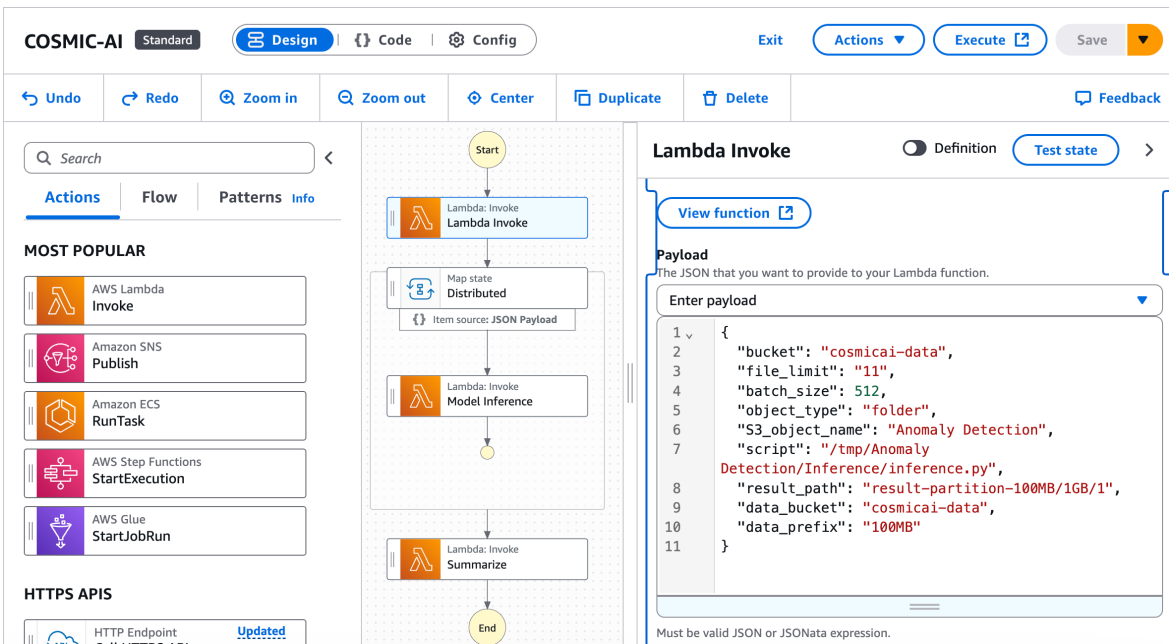 COSMIC-AI Standard Design {} Code Config Exit Actions Execute Save
Undo Redo Zoom in Zoom out Center Duplicate Delete Feedback
Search
Actions Flow Patterns Info
MOST POPULAR
AWS Lambda
Invoke
Amazon SNS
Publish
Amazon ECS
RunTask
AWS Step Functions
StartExecution
AWS Glue
StartJobRun
HTTPS APIS
HTTP Endpoint
Updated
Start
Lambda: Invoke
Lambda Invoke
Map state
Distributed
{} Item source: JSON Payload
Lambda: Invoke
Model Inference
Lambda: Invoke
Summarize
End
Lambda Invoke Definition Test state
View function
Payload
The JSON that you want to provide to your Lambda function.
Enter payload
1 {
2 "bucket": "cosmicai-data",
3 "file_limit": "11",
4 "batch_size": 512,
5 "object_type": "folder",
6 "S3_object_name": "Anomaly Detection",
7 "script": "/tmp/Anomaly
Detection/Inference/inference.py",
8 "result_path": "result-partition-100MB/1GB/1",
9 "data_bucket": "cosmicai-data",
10 "data_prefix": "100MB"
11 }
Must be valid JSON or JSONata expression.